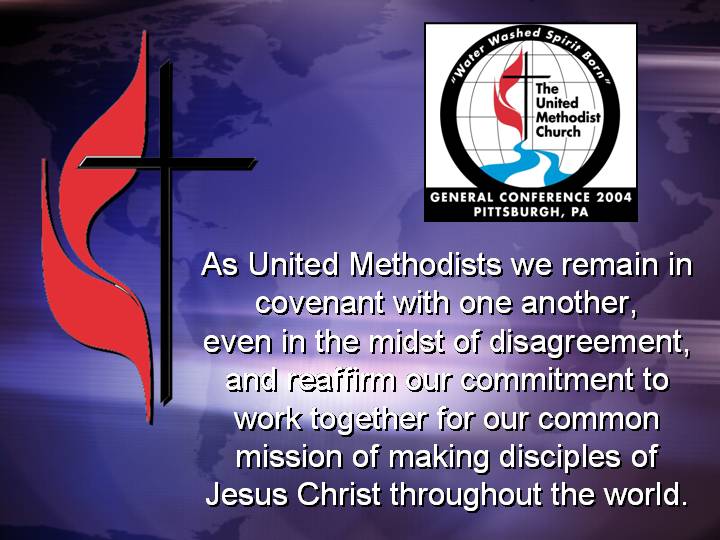 "Water Washed Spirit Born"
The
United
Methodist
Church
GENERAL CONFERENCE 2004
PITTSBURGH, PA
As United Methodists we remain in
covenant with one another,
even in the midst of disagreement,
and reaffirm our commitment to
work together for our common
mission of making disciples of
Jesus Christ throughout the world.